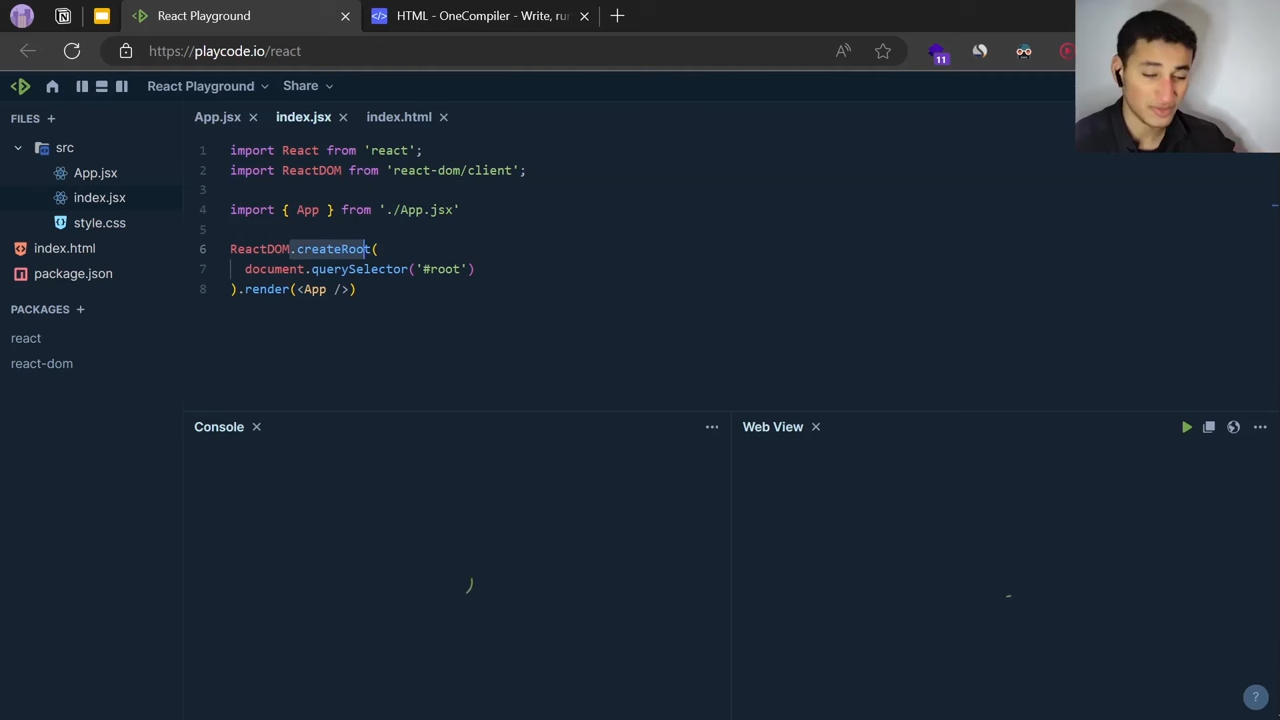 React Playground
HTML - OneCompiler - Write, ru
https://playcode.io/react
A
11
React Playground
Share
FILES +
App.jsx
index.jsx
index.html
src
App.jsx
index.jsx
style.css
index.html
package.json
PACKAGES +
react
react-dom
1 import React from 'react';
2 import ReactDOM from 'react-dom/client';
3
4 import { App } from './App.jsx'
5
6 ReactDOM.createRoot(
7 document.querySelector('#root')
8 ).render(<App />)
Console
Web View
?